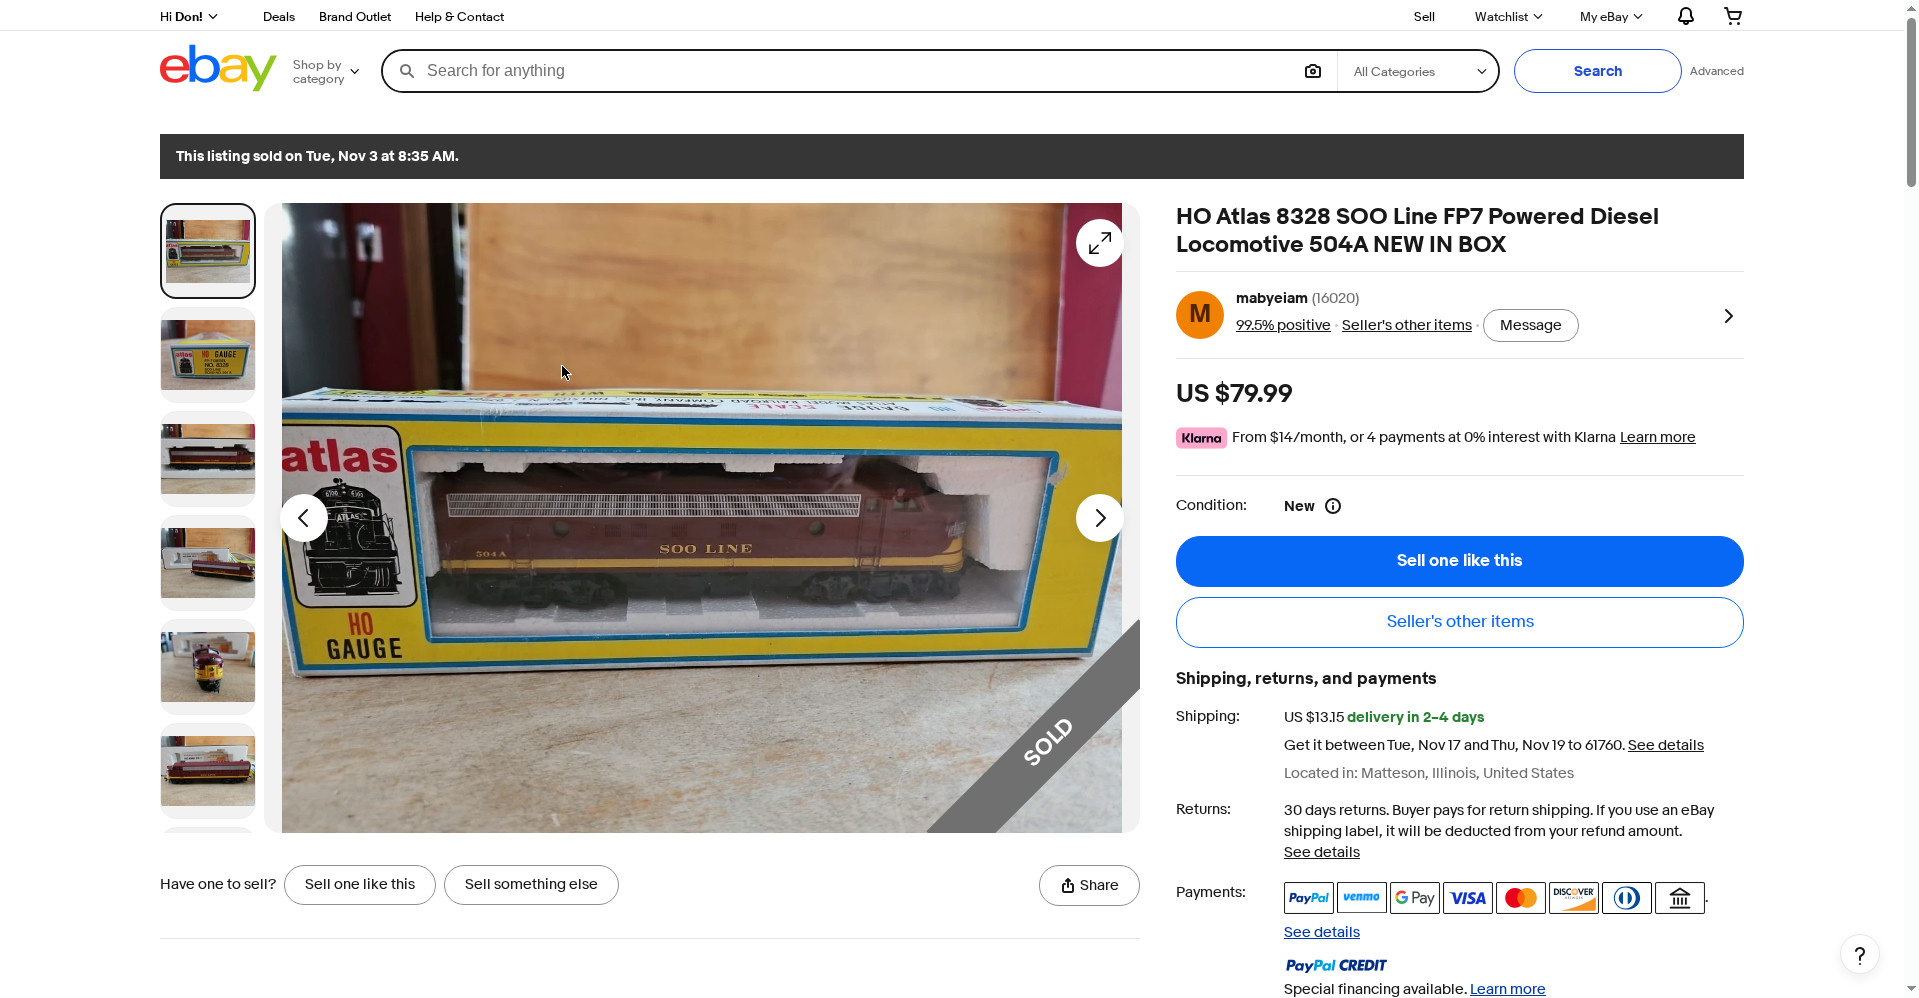 Hi Don!
Deals
Brand Outlet
Help & Contact
Sell
Watchlist
My eBay
ebay
Shop by
category
Search for anything
All Categories
Search
Advanced
This listing sold on Tue, Nov 3 at 8:35 AM.
atlas
ATLAS
HO
GAUGE
504A
SOO LINE
SOLD
HO Atlas 8328 SOO Line FP7 Powered Diesel
Locomotive 504A NEW IN BOX
M
mabyeiam (16020)
99.5% positive · Seller's other items · Message
US $79.99
Klarna From $14/month, or 4 payments at 0% interest with Klarna Learn more
Condition: New
Sell one like this
Seller's other items
Shipping, returns, and payments
Shipping: US $13.15 delivery in 2–4 days
Get it between Tue, Nov 17 and Thu, Nov 19 to 61760. See details
Located in: Matteson, Illinois, United States
Returns: 30 days returns. Buyer pays for return shipping. If you use an eBay
shipping label, it will be deducted from your refund amount.
See details
Payments: PayPal venmo G Pay VISA DISCOVER .
See details
PayPal CREDIT
Special financing available. Learn more
Have one to sell? Sell one like this Sell something else
Share
?